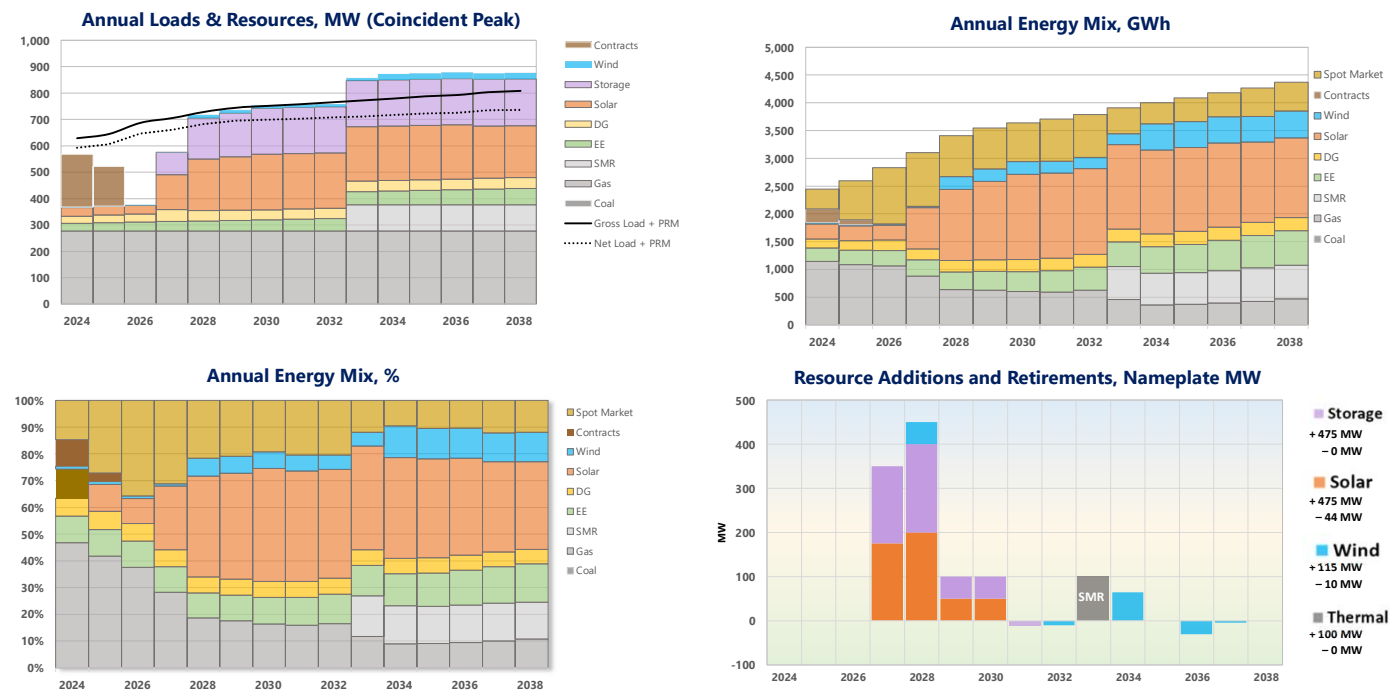 Annual Loads & Resources, MW (Coincident Peak)
1,000
900
800
700
600
500
400
300
200
100
0
2024
2026
2028
2030
2032
2034
2036
2038
Contracts
Wind
Storage
Solar
DG
EE
SMR
Gas
Coal
Gross Load + PRM
Net Load + PRM
Annual Energy Mix, GWh
5,000
4,500
4,000
3,500
3,000
2,500
2,000
1,500
1,000
500
0
2024
2026
2028
2030
2032
2034
2036
2038
Spot Market
Contracts
Wind
Solar
DG
EE
SMR
Gas
Coal
Annual Energy Mix, %
100%
90%
80%
70%
60%
50%
40%
30%
20%
10%
0%
2024
2026
2028
2030
2032
2034
2036
2038
Spot Market
Contracts
Wind
Solar
DG
EE
SMR
Gas
Coal
Resource Additions and Retirements, Nameplate MW
MW
500
400
300
200
100
0
-100
SMR
2024
2026
2028
2030
2032
2034
2036
2038
Storage
+ 475 MW
– 0 MW
Solar
+ 475 MW
– 44 MW
Wind
+ 115 MW
– 10 MW
Thermal
+ 100 MW
– 0 MW